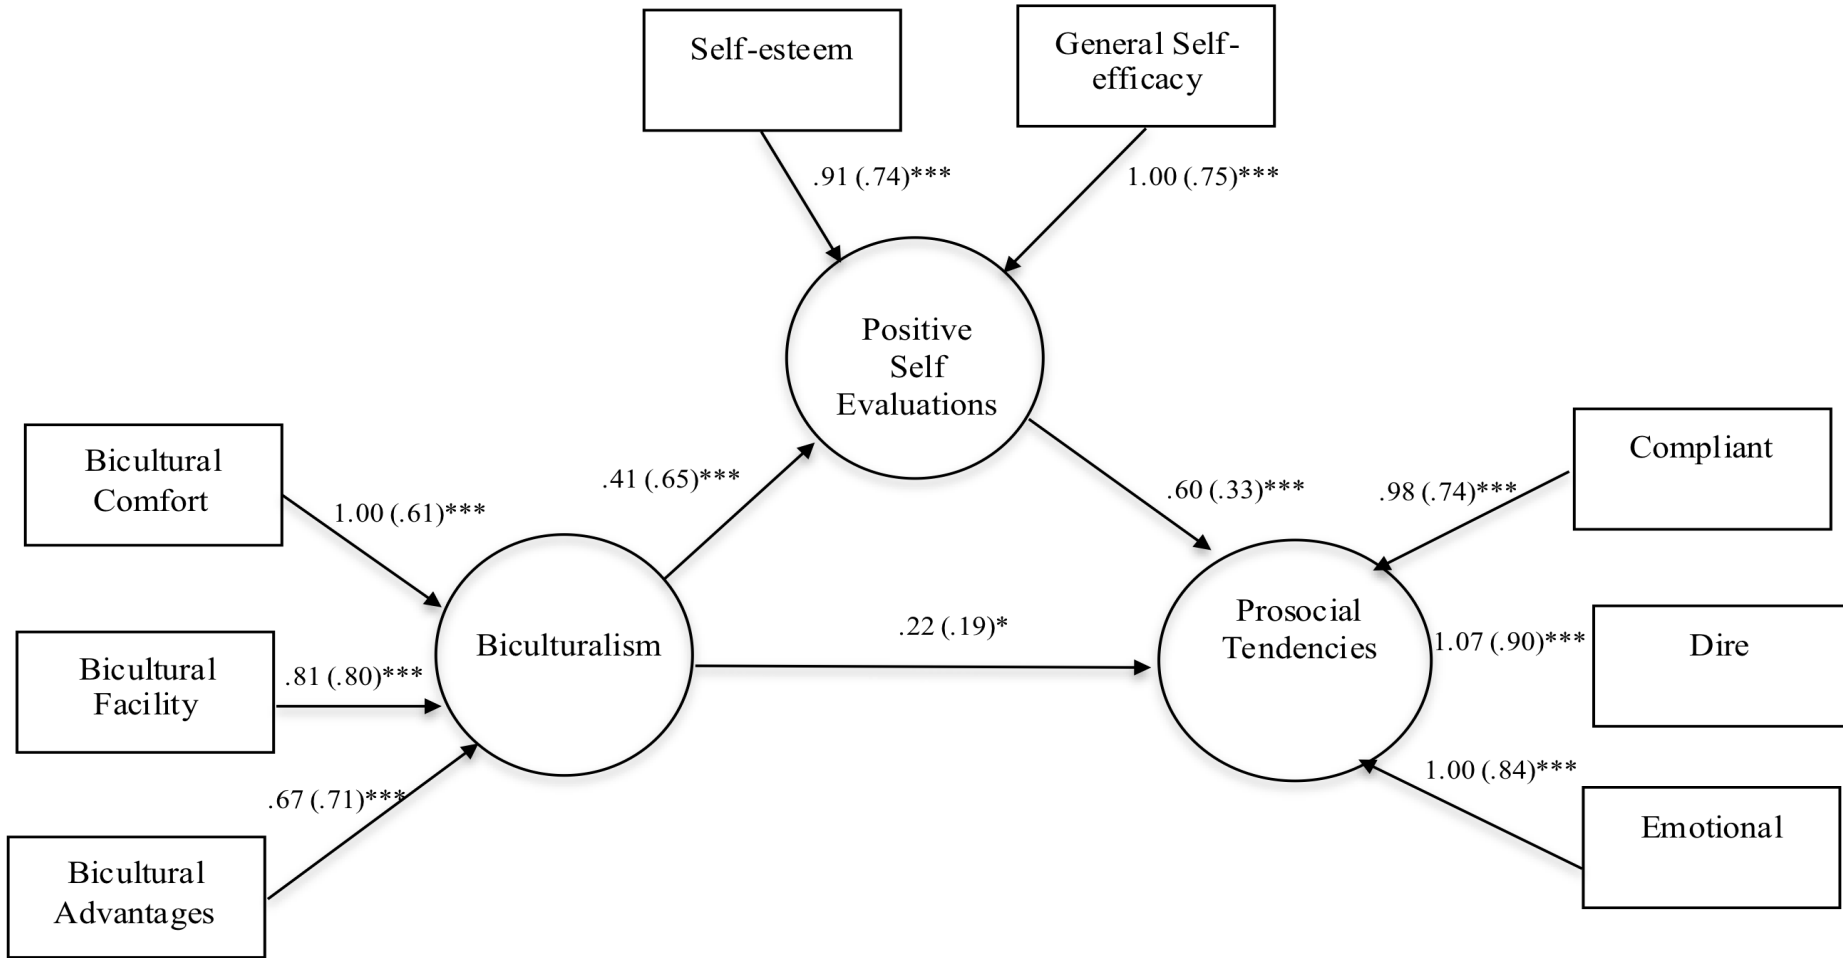 Self-esteem
General Self-
efficacy
.91 (.74)***
1.00 (.75)***
Positive
Self
Evaluations
Bicultural
Comfort
1.00 (.61)***
.41 (.65)***
.60 (.33)***
.98 (.74)***
Compliant
Bicultural
Facility
.81 (.80)***
Biculturalism
.22 (.19)*
Prosocial
Tendencies
1.07 (.90)***
Dire
.67 (.71)***
1.00 (.84)***
Emotional
Bicultural
Advantages